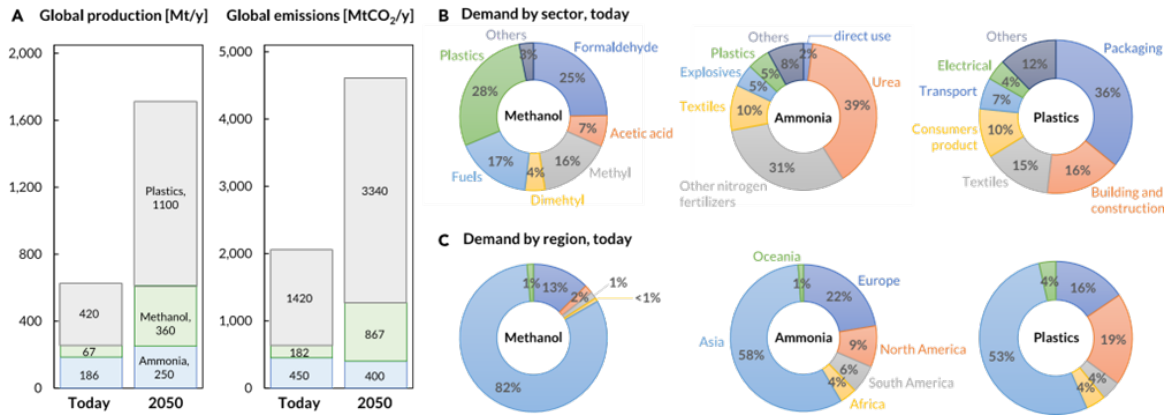 A Global production [Mt/y] Global emissions [MtCO2/y]
2,000
1,600
1,200
800
400
0
Plastics,
1100
420
Methanol,
360
67
Ammonia,
250
186
Today 2050
5,000
4,000
3,000
2,000
1,000
0
3340
1420
867
182
450
400
Today 2050
B Demand by sector, today
Others
3%
Formaldehyde
25%
Plastics
28%
Methanol
7%
Acetic acid
17%
Fuels
4%
16%
Methyl
Dimehtyl
direct use
2%
Others
8%
Plastics
5%
Explosives
5%
Urea
39%
Textiles
10%
Ammonia
31%
Other nitrogen
fertilizers
Others
12%
Packaging
36%
Electrical
4%
Transport
7%
Plastics
Consumers
product
10%
15%
Textiles
16%
Building and
construction
C Demand by region, today
1%
13%
2%
1%
<1%
Methanol
82%
Oceania
1%
Europe
22%
Asia
58%
Ammonia
9%
North America
6%
South America
4%
Africa
4%
16%
19%
53%
Plastics
4%
4%